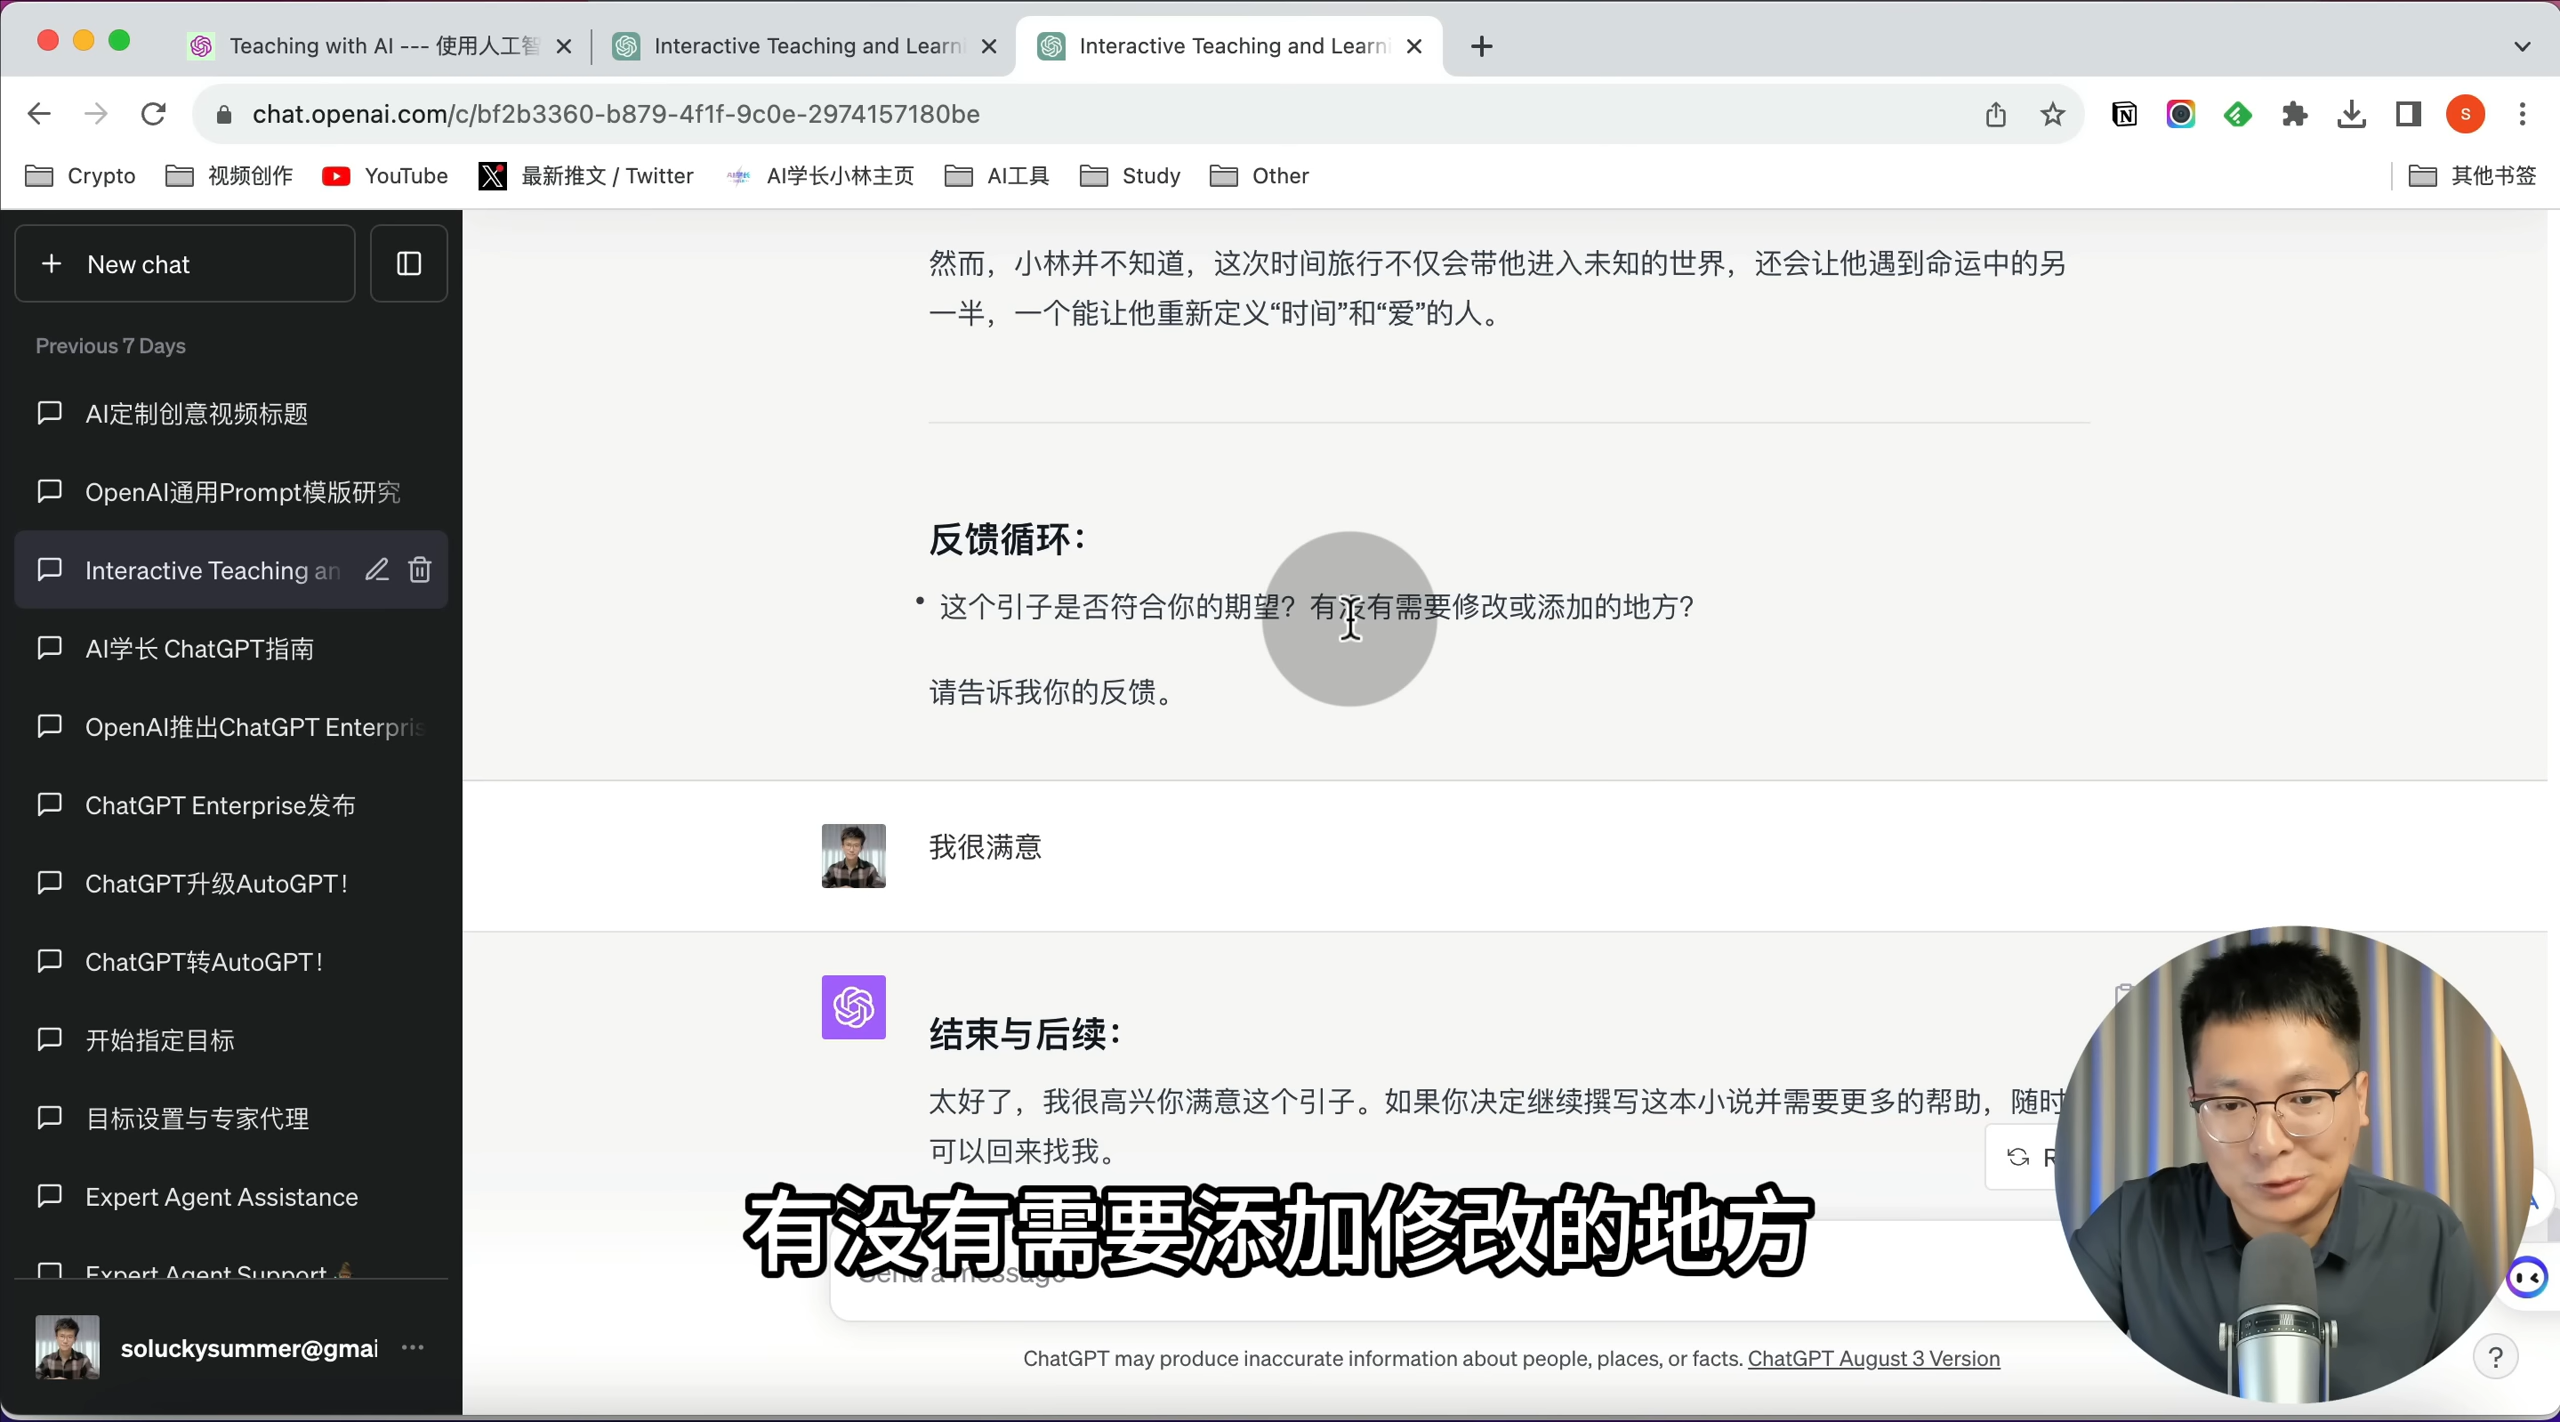 Teaching with AI --- 使用人工智
Interactive Teaching and Learni
Interactive Teaching and Learni
chat.openai.com/c/bf2b3360-b879-4f1f-9c0e-2974157180be
S
Crypto
视频创作
YouTube
最新推文 / Twitter
AI学长小林主页
AI工具
Study
Other
其他书签
New chat
Previous 7 Days
AI定制创意视频标题
OpenAI通用Prompt模版研究
Interactive Teaching an
AI学长 ChatGPT指南
OpenAI推出ChatGPT Enterpris
ChatGPT Enterprise发布
ChatGPT升级AutoGPT！
ChatGPT转AutoGPT！
开始指定目标
目标设置与专家代理
Expert Agent Assistance
Expert Agent Support
soluckysummer@gmai
然而，小林并不知道，这次时间旅行不仅会带他进入未知的世界，还会让他遇到命运中的另
一半，一个能让他重新定义“时间”和“爱”的人。
反馈循环：
• 这个引子是否符合你的期望？有没有需要修改或添加的地方？
请告诉我你的反馈。
我很满意
结束与后续：
太好了，我很高兴你满意这个引子。如果你决定继续撰写这本小说并需要更多的帮助，随时
可以回来找我。
有没有需要添加修改的地方
Send a message
ChatGPT may produce inaccurate information about people, places, or facts. ChatGPT August 3 Version
?